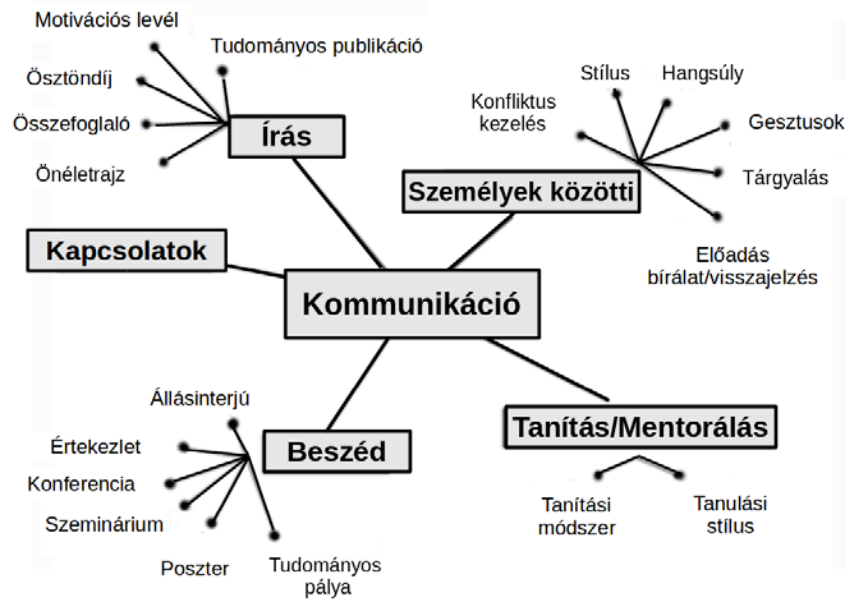 Motivációs levél
Tudományos publikáció
Ösztöndíj
Összefoglaló
Önéletrajz
Írás
Stílus
Hangsúly
Konfliktus
kezelés
Gesztusok
Tárgyalás
Előadás
bírálat/visszajelzés
Személyek közötti
Kapcsolatok
Kommunikáció
Állásinterjú
Értekezlet
Konferencia
Szeminárium
Poszter
Tudományos
pálya
Beszéd
Tanítás/Mentorálás
Tanítási
módszer
Tanulási
stílus